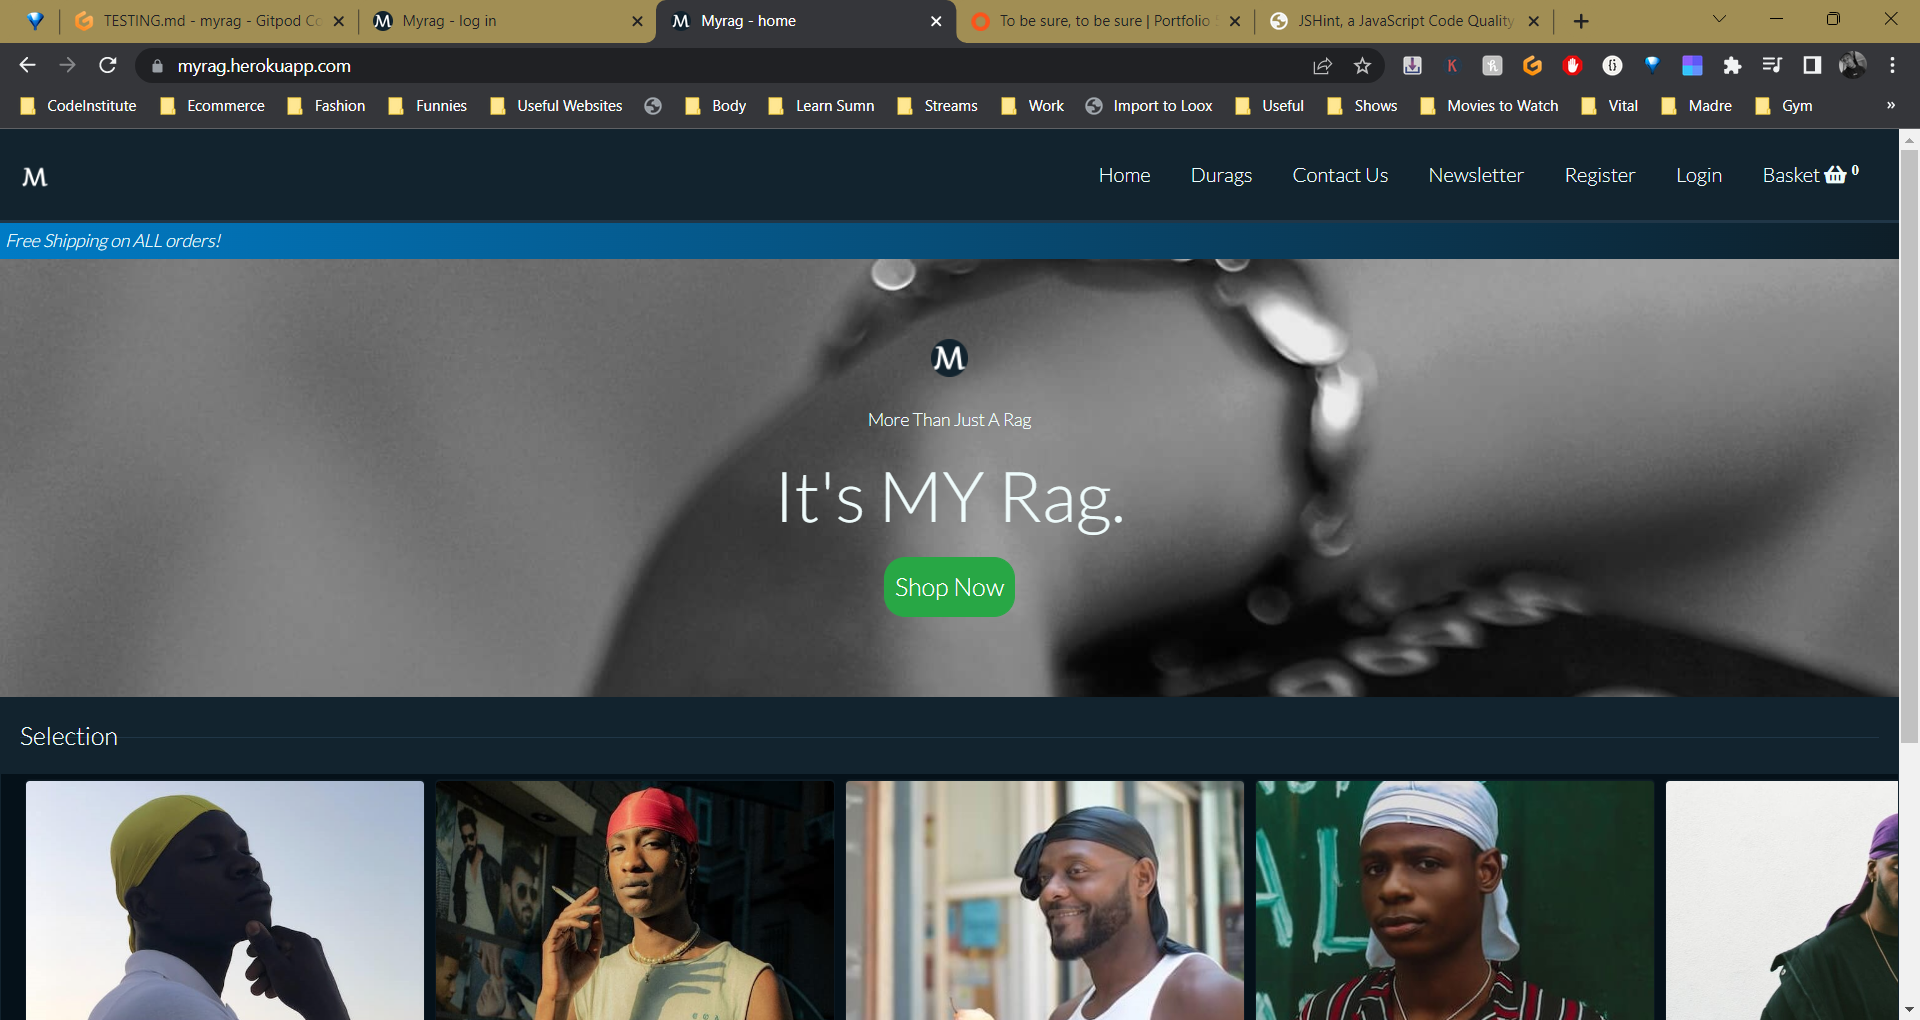 TESTING.md - myrag - Gitpod Co
Myrag - log in
Myrag - home
To be sure, to be sure | Portfolio
JSHint, a JavaScript Code Quality
myrag.herokuapp.com
CodeInstitute
Ecommerce
Fashion
Funnies
Useful Websites
Body
Learn Sumn
Streams
Work
Import to Loox
Useful
Shows
Movies to Watch
Vital
Madre
Gym
»
M
Home
Durags
Contact Us
Newsletter
Register
Login
Basket 0
Free Shipping on ALL orders!
M
More Than Just A Rag
It's MY Rag.
Shop Now
Selection
AL